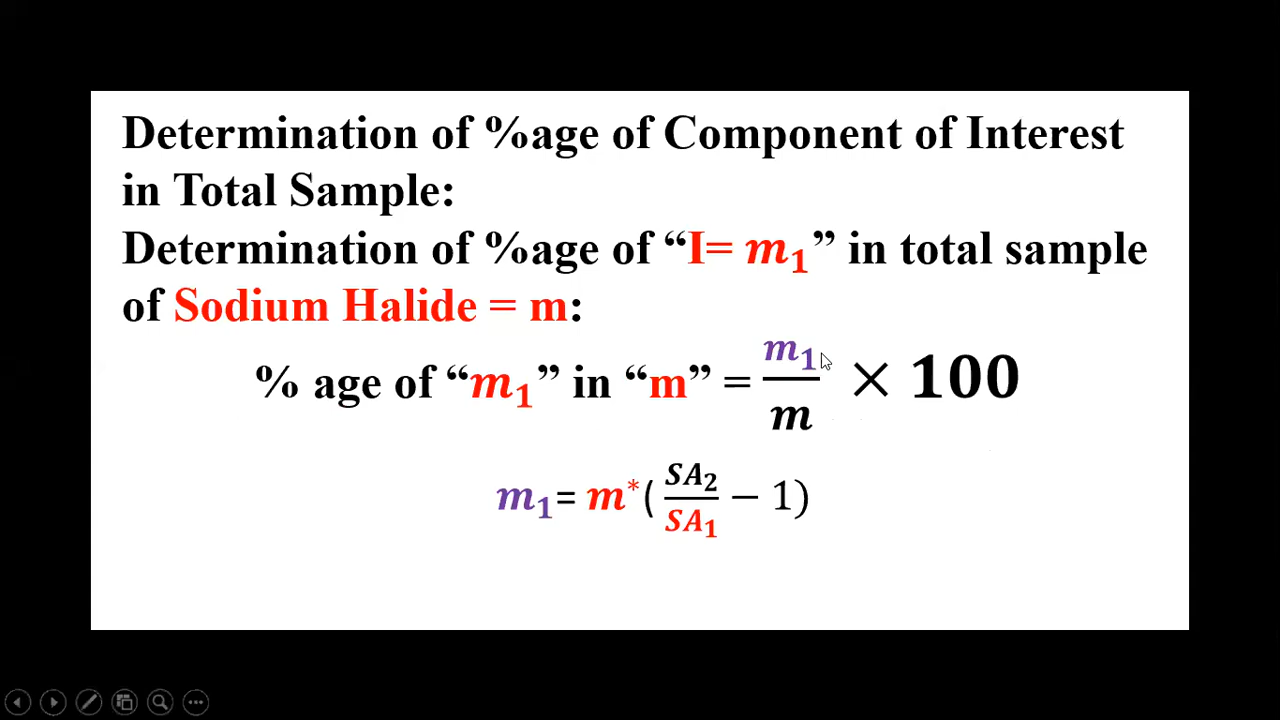 Determination of %age of Component of Interest
in Total Sample:
Determination of %age of “I= m₁” in total sample
of Sodium Halide = m:
% age of “m₁” in “m” = m₁/m × 100
m₁= m*(SA₂/SA₁ − 1)